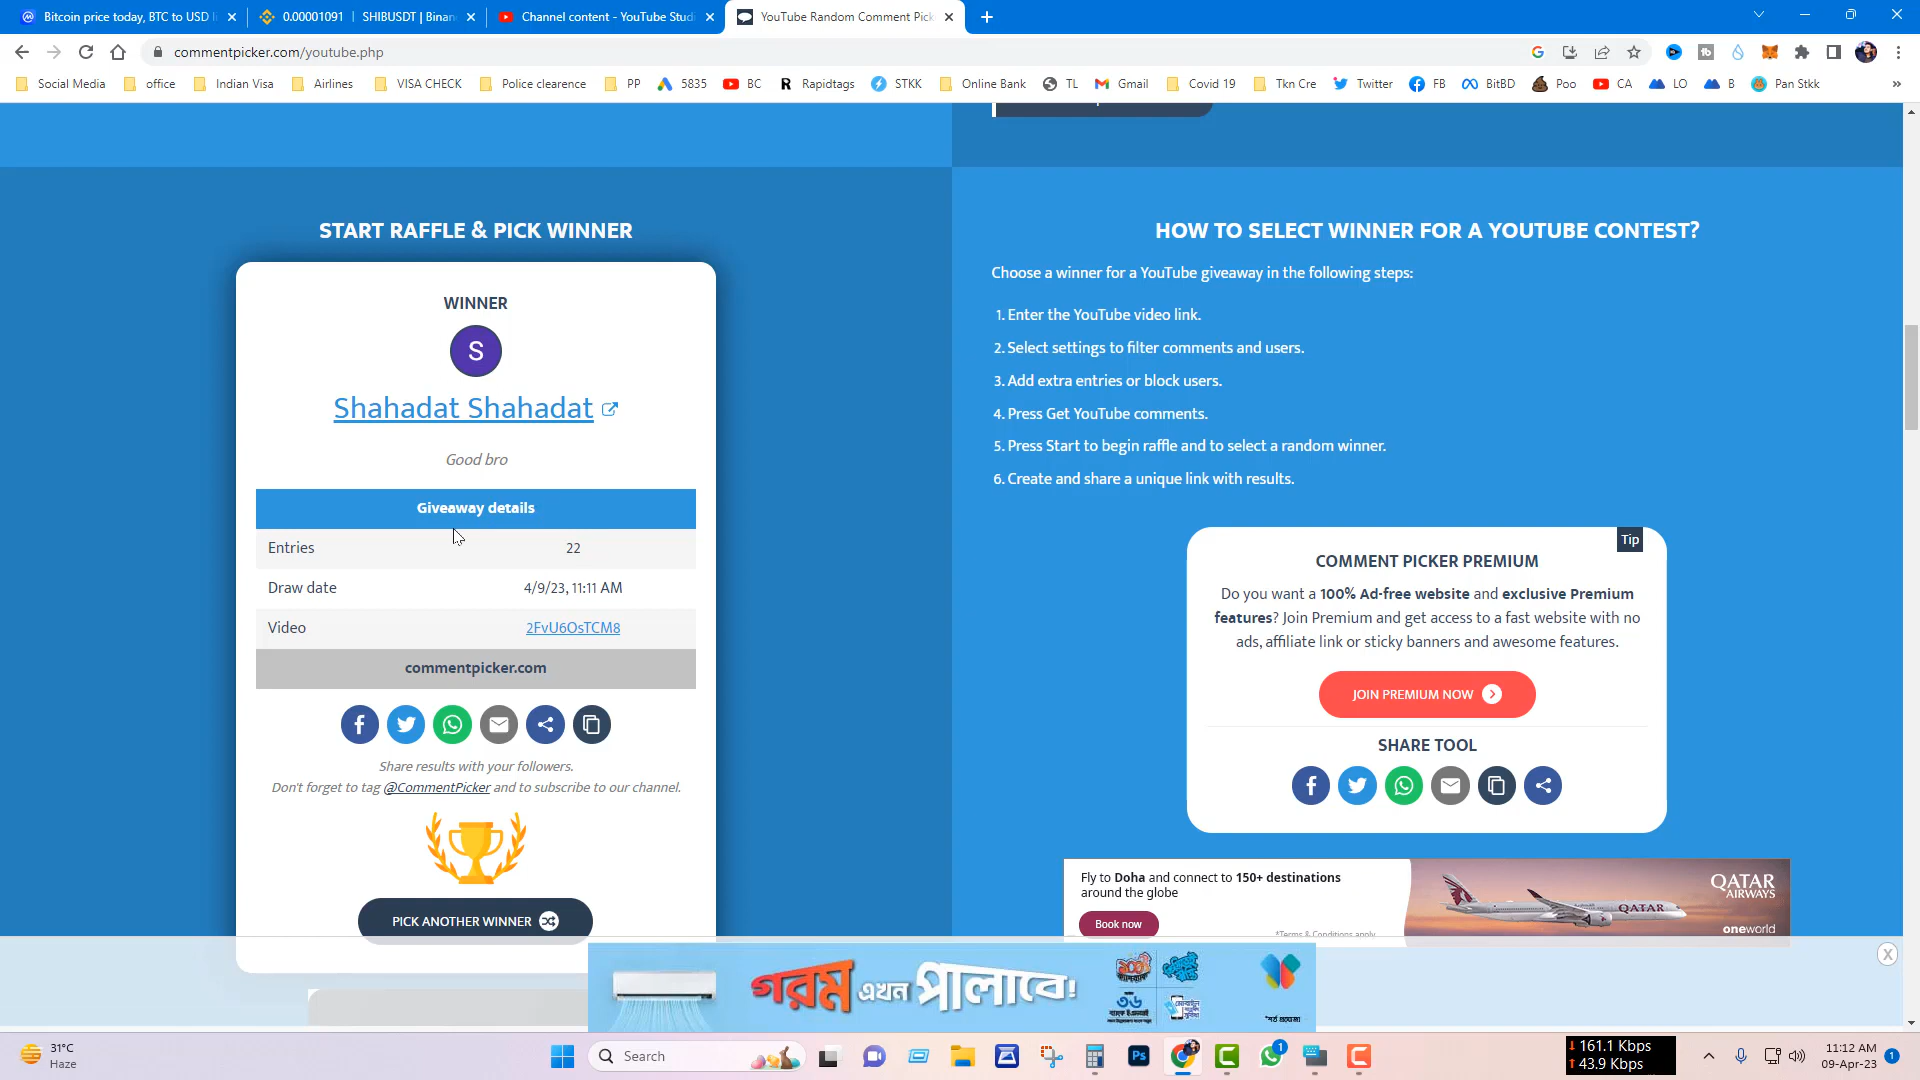 Bitcoin price today, BTC to USD li
0.00001091 | SHIBUSDT | Binan
Channel content - YouTube Studi
YouTube Random Comment Pick
commentpicker.com/youtube.php
Social Media
office
Indian Visa
Airlines
VISA CHECK
Police clearence
PP
5835
BC
Rapidtags
STKK
Online Bank
TL
Gmail
Covid 19
Tkn Cre
Twitter
FB
BitBD
Poo
CA
LO
B
Pan Stkk
START RAFFLE & PICK WINNER
WINNER
S
Shahadat Shahadat
Good bro
Giveaway details
Entries 22
Draw date 4/9/23, 11:11 AM
Video 2FvU6OsTCM8
commentpicker.com
Share results with your followers.
Don't forget to tag @CommentPicker and to subscribe to our channel.
PICK ANOTHER WINNER
HOW TO SELECT WINNER FOR A YOUTUBE CONTEST?
Choose a winner for a YouTube giveaway in the following steps:
1. Enter the YouTube video link.
2. Select settings to filter comments and users.
3. Add extra entries or block users.
4. Press Get YouTube comments.
5. Press Start to begin raffle and to select a random winner.
6. Create and share a unique link with results.
Tip
COMMENT PICKER PREMIUM
Do you want a 100% Ad-free website and exclusive Premium
features? Join Premium and get access to a fast website with no
ads, affiliate link or sticky banners and awesome features.
JOIN PREMIUM NOW
SHARE TOOL
Fly to Doha and connect to 150+ destinations
around the globe
Book now
*Terms & Conditions apply
QATAR
AIRWAYS
QATAR
oneworld
X
গরম এখন পালাবে!
৩৬
31°C
Haze
Search
Ps
1
161.1 Kbps
43.9 Kbps
11:12 AM
09-Apr-23
1